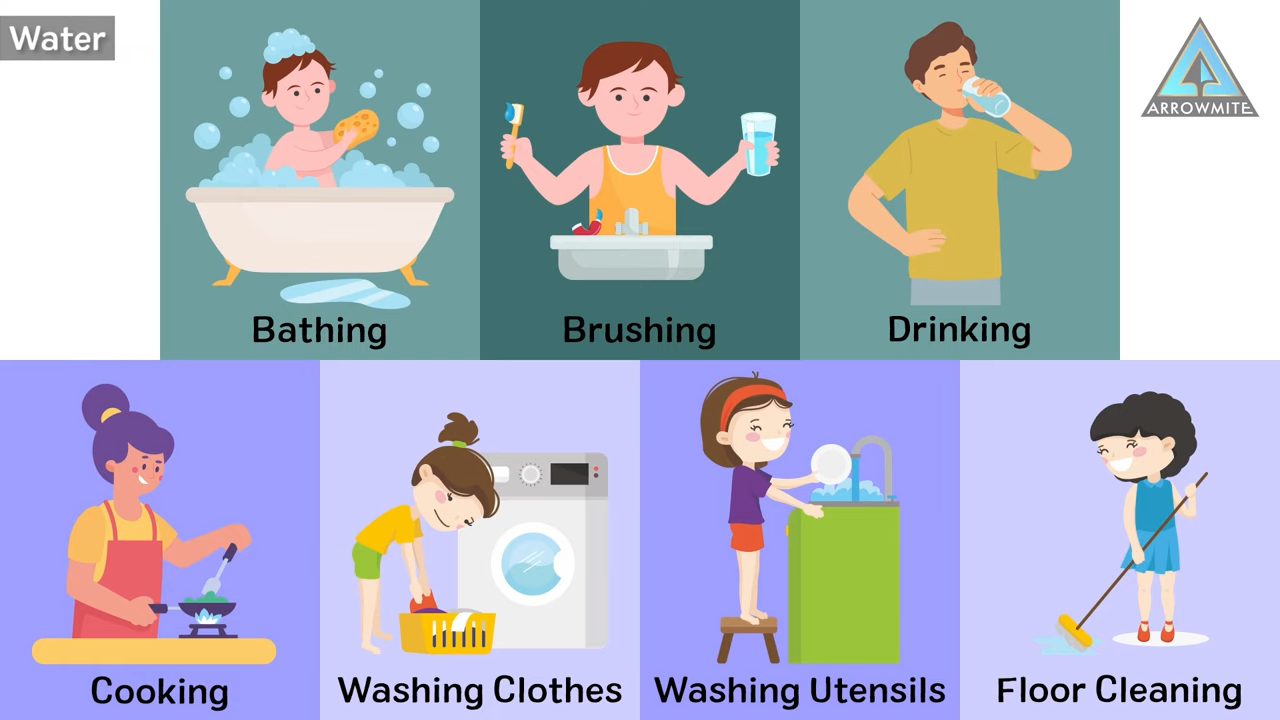 Water
ARROWMITE
Bathing
Brushing
Drinking
Cooking
Washing Clothes
Washing Utensils
Floor Cleaning